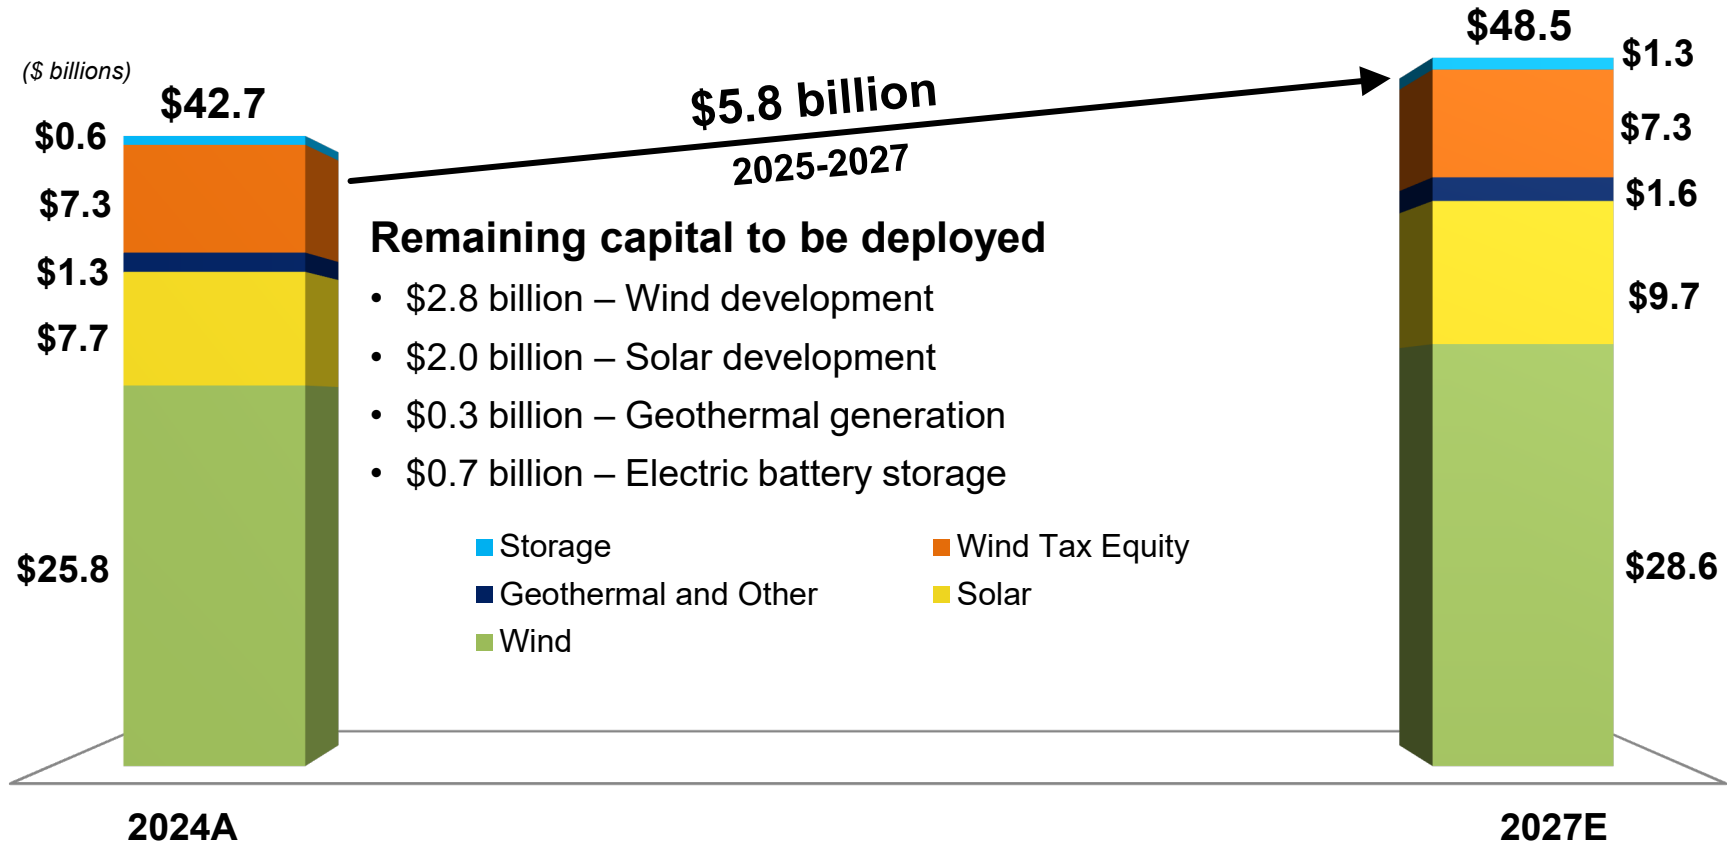 ($ billions)
$42.7
$0.6
$7.3
$1.3
$7.7
$25.8
2024A
$5.8 billion
2025-2027
Remaining capital to be deployed
• $2.8 billion – Wind development
• $2.0 billion – Solar development
• $0.3 billion – Geothermal generation
• $0.7 billion – Electric battery storage
Storage
Wind Tax Equity
Geothermal and Other
Solar
Wind
$48.5
$1.3
$7.3
$1.6
$9.7
$28.6
2027E